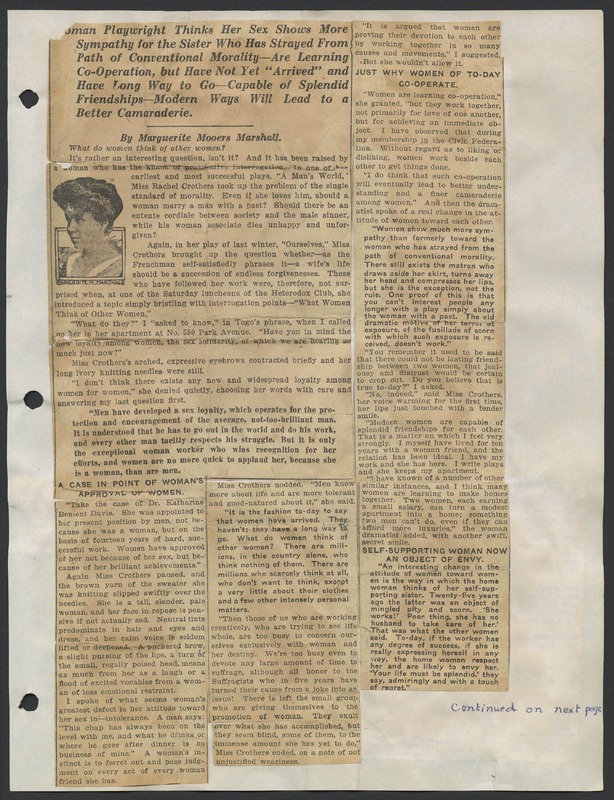 oman Playwright Thinks Her Sex Shows More
Sympathy for the Sister Who Has Strayed From
Path of Conventional Morality—Are Learning
Co-Operation, but Have Not Yet "Arrived" and
Have Long Way to Go—Capable of Splendid
Friendships—Modern Ways Will Lead to a
Better Camaraderie.
By Marguerite Mooers Marshall.
What do women think of other women?
It's rather an interesting question, isn't it? And it has been raised by
a woman who has the knack of provocative interrogation. In one of her
earliest and most successful plays, "A Man's World,"
Miss Rachel Crothers took up the problem of the single
standard of morality. Even if she loves him, should a
woman marry a man with a past? Should there be an
entente cordiale between society and the male sinner,
while his woman associate dies unhappy and unfor-
given?
Again, in her play of last winter, "Ourselves," Miss
Crothers brought up the question whether—as the
Frenchman self-satisfiedly phrases it—a wife's life
should be a succession of endless forgivenesses. Those
who have followed her work were, therefore, not sur-
MARGUERITE M. MARSHALL
prised when, at one of the Saturday luncheons of the Heterodox Club, she
introduced a topic simply bristling with interrogation points—"What Women
Think of Other Women."
"What do they?" I "asked to know," in Togo's phrase, when I called
on her in her apartment at No. 550 Park Avenue. "Have you in mind the
new loyalty among women, the sex solidarity, of which we are hearing so
much just now?"
Miss Crothers's arched, expressive eyebrows contracted briefly and her
long ivory knitting needles were still.
"I don't think there exists any new and widespread loyalty among
women for women," she denied quietly, choosing her words with care and
answering my last question first.
"Men have developed a sex loyalty, which operates for the pro-
tection and encouragement of the average, not-too-brilliant man.
It is understood that he has to go out in the world and do his work,
and every other man tacitly respects his struggle. But it is only
the exceptional woman worker who wins recognition for her
efforts, and women are no more quick to applaud her, because she
is a woman, than are men.
A CASE IN POINT OF WOMAN'S
APPROVAL OF WOMEN.
"Take the case of Dr. Katharine
Bement Davis. She was appointed to
her present position by men, not be-
cause she was a woman, but on the
basis of fourteen years of hard, suc-
cessful work. Women have approved
of her not because of her sex, but be-
cause of her brilliant achievements."
Again Miss Crothers paused, and
the brown yarn of the sweater she
was knitting slipped swiftly over the
needles. She is a tall, slender, pale
woman, and her face in repose is pen-
sive if not actually sad. Neutral tints
predominate in hair and eyes and
dress, and her calm voice is seldom
lifted or deepened. A puckered brow,
a slight pursing of the lips, a turn of
the small, regally poised head, means
as much from her as a laugh or a
flood of excited vocables from a wom-
an of less emotional restraint.
I spoke of what seems woman's
greatest defect in her attitude toward
her sex in—intolerance. A man says:
"This chap has always been on the
level with me, and what he drinks or
where he goes after dinner is no
business of mine." A woman's in-
stinct is to ferret out and pass judg-
ment on every act of every woman
friend she has.
Miss Crothers nodded. "Men know
more about life and are more tolerant
and good-natured about it," she said.
"It is the fashion to-day to say
that women have arrived. They
haven't; they have a long way to
go. What do women think of
other women? There are mill-
ions, in this country alone, who
think nothing of them. There are
millions who scarcely think at all,
who don't want to think, except
a very little about their clothes
and a few other intensely personal
matters.
"Then those of us who are working
creatively, who are trying to see life
whole, are too busy to concern our-
selves exclusively with woman and
her destiny. We're too busy even to
devote any large amount of time to
suffrage, although all honor to the
Suffragists who in five years have
turned their cause from a joke into an
issue! There is left the small group
who are giving themselves to the
promotion of woman. They exult
over what she has accomplished, but
they seem blind, some of them, to the
immense amount she has yet to do,"
Miss Crothers ended, on a note of not
unjustified weariness.
"It is argued that women are
proving their devotion to each other
by working together in so many
causes and movements," I suggested.
But she wouldn't allow it.
JUST WHY WOMEN OF TO-DAY
CO-OPERATE.
"Women are learning co-operation,"
she granted, "but they work together,
not primarily for love of one another,
but for achieving an immediate ob-
ject. I have observed that during
my membership in the Civic Federa-
tion. Without regard as to liking or
disliking, women work beside each
other to get things done.
"I do think that such co-operation
will eventually lead to better under-
standing and a finer camaraderie
among women." And then the dram-
atist spoke of a real change in the at-
titude of women toward each other.
"Women show much more sym-
pathy than formerly toward the
woman who has strayed from the
path of conventional morality.
There still exists the matron who
draws aside her skirt, turns away
her head and compresses her lips,
but she is the exception, not the
rule. One proof of this is that
you can't interest people any
longer with a play simply about
the woman with a past. The old
dramatic motive of her terror at
exposure, of the fusillade of scorn
with which such exposure is re-
ceived, doesn't work."
"You remember it used to be said
that there could not be lasting friend-
ship between two women, that jeal-
ousy and distrust would be certain
to crop out. Do you believe that is
true to-day?" I asked.
"No, indeed," said Miss Crothers,
her voice warming for the first time,
her lips just touched with a tender
smile.
"Modern women are capable of
splendid friendships for each other.
That is a matter on which I feel very
strongly. I myself have lived for ten
years with a woman friend, and the
relation has been ideal. I have my
work and she has hers. I write plays
and she keeps my apartment.
"I have known of a number of other
similar instances, and I think many
women are learning to make homes
together. Two women, each earning
a small salary, can turn a modest
apartment into a home; something
two men can't do, even if they can
afford more luxuries," the woman
dramatist added, with another swift,
secret smile.
SELF-SUPPORTING WOMAN NOW
AN OBJECT OF ENVY.
"An interesting change in the
attitude of women toward wom-
en is the way in which the home
woman thinks of her self-sup-
porting sister. Twenty-five years
ago the latter was an object of
mingled pity and scorn. 'She
works! Poor thing, she has no
husband to take care of her.'
That was what the other women
said. To-day, if the worker has
any degree of success, if she is
really expressing herself in any
way, the home women respect
her and are likely to envy her.
'Your life must be splendid,' they
say, admiringly and with a touch
of regret."
Continued on next page